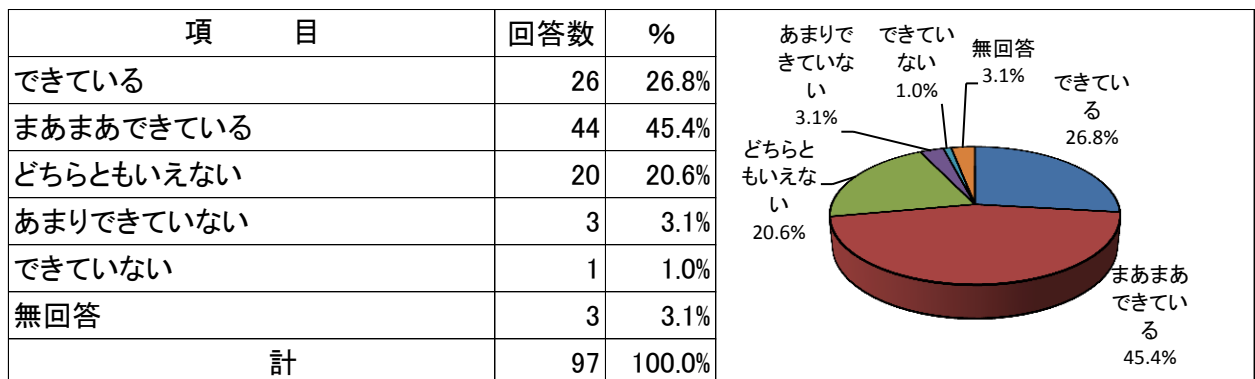 項　　目 回答数 %
できている 26 26.8%
まあまあできている 44 45.4%
どちらともいえない 20 20.6%
あまりできていない 3 3.1%
できていない 1 1.0%
無回答 3 3.1%
計 97 100.0%
あまりで
きていな
い
3.1%
できてい
ない
1.0%
無回答
3.1%
できてい
る
26.8%
どちらと
もいえな
い
20.6%
まあまあ
できてい
る
45.4%